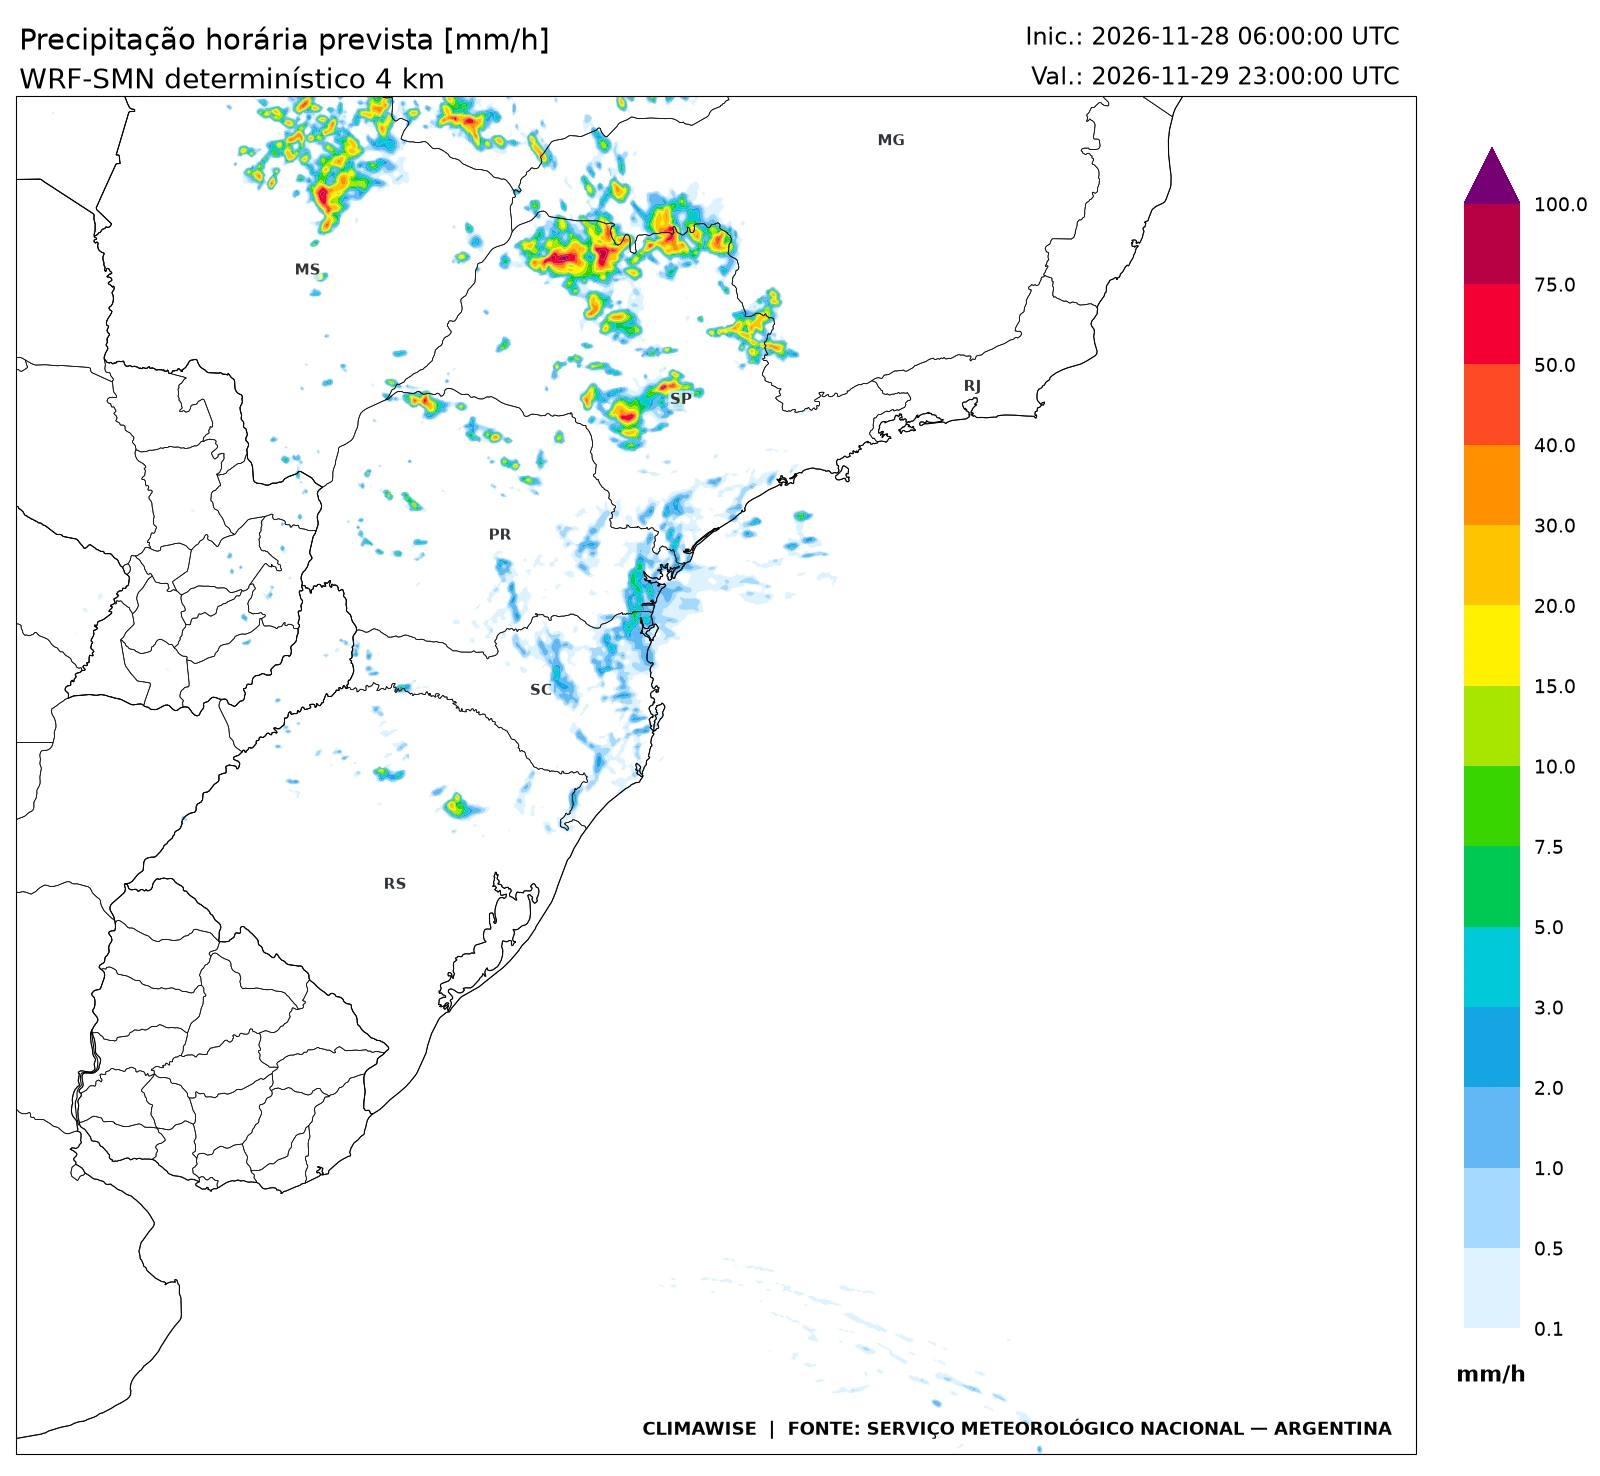 Precipitação horária prevista [mm/h]
WRF-SMN determinístico 4 km
Inic.: 2026-11-28 06:00:00 UTC
Val.: 2026-11-29 23:00:00 UTC
MG
MS
RJ
SP
PR
SC
RS
100.0
75.0
50.0
40.0
30.0
20.0
15.0
10.0
7.5
5.0
3.0
2.0
1.0
0.5
0.1
mm/h
CLIMAWISE | FONTE: SERVIÇO METEOROLÓGICO NACIONAL — ARGENTINA